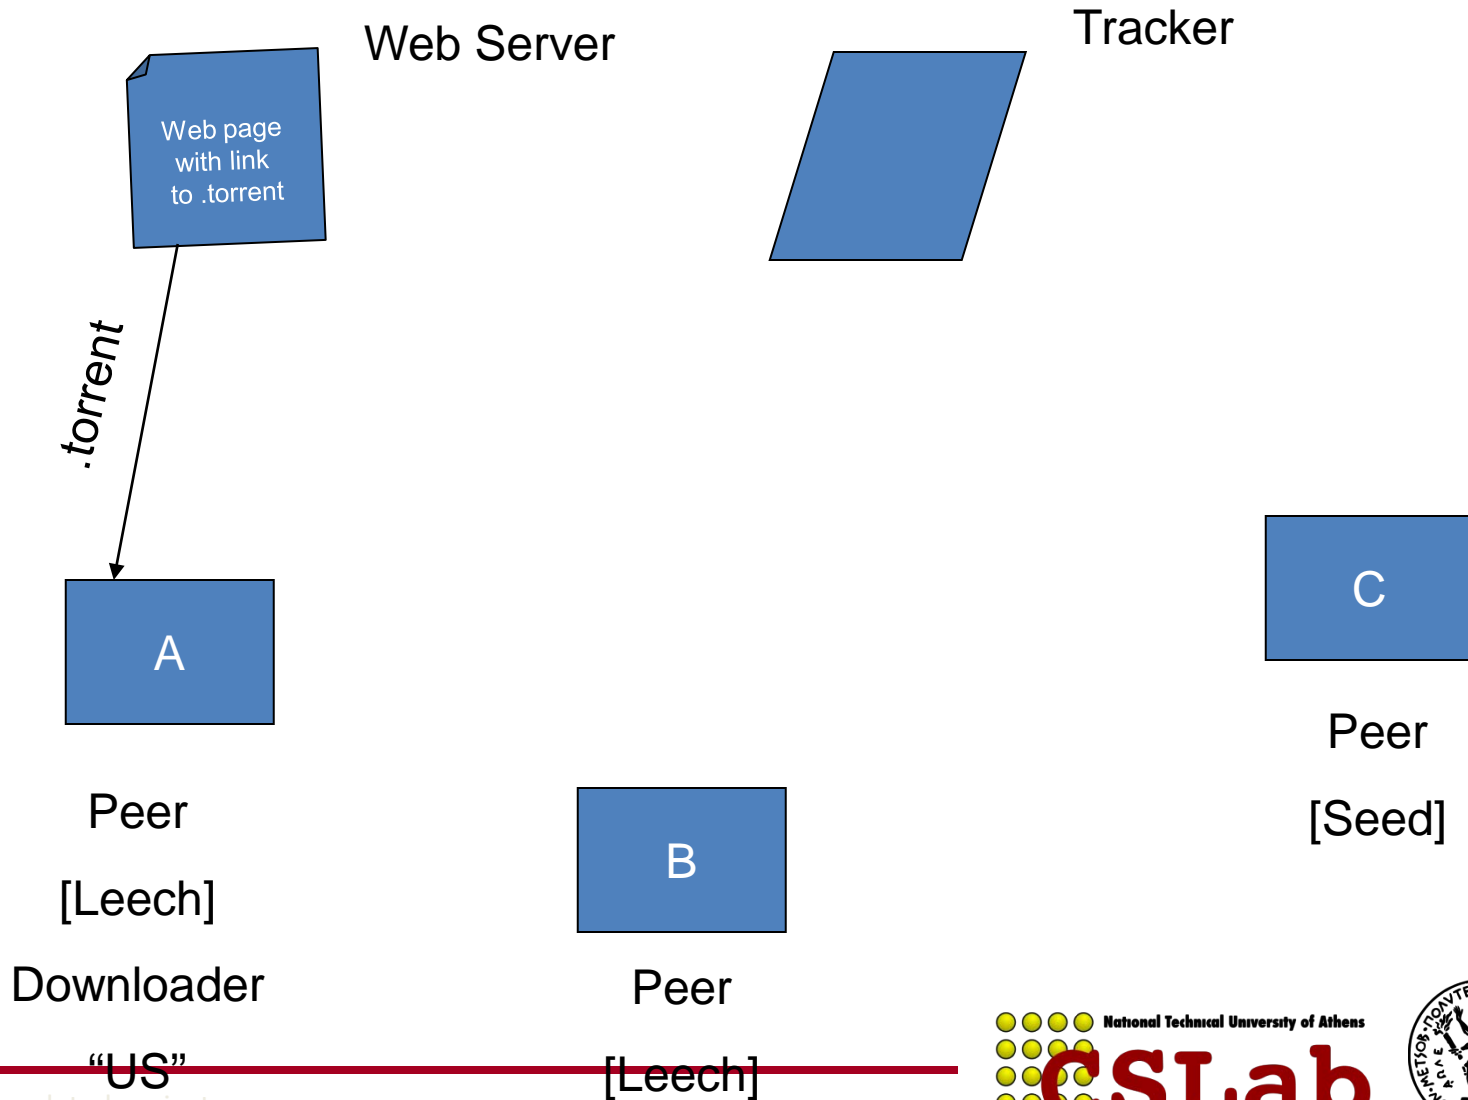 Web Server
Tracker
Web page
with link
to .torrent
.torrent
A
C
Peer
[Seed]
Peer
[Leech]
Downloader
“US”
B
Peer
[Leech]
National Technical University of Athens
CSLab